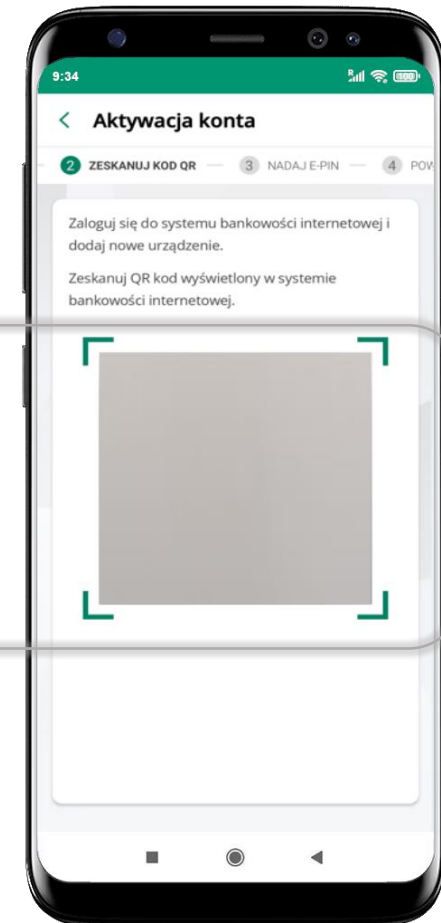 9:34
R
100
Aktywacja konta
2 ZESKANUJ KOD QR 3 NADAJ E-PIN 4 POW
Zaloguj się do systemu bankowości internetowej i
dodaj nowe urządzenie.
Zeskanuj QR kod wyświetlony w systemie
bankowości internetowej.